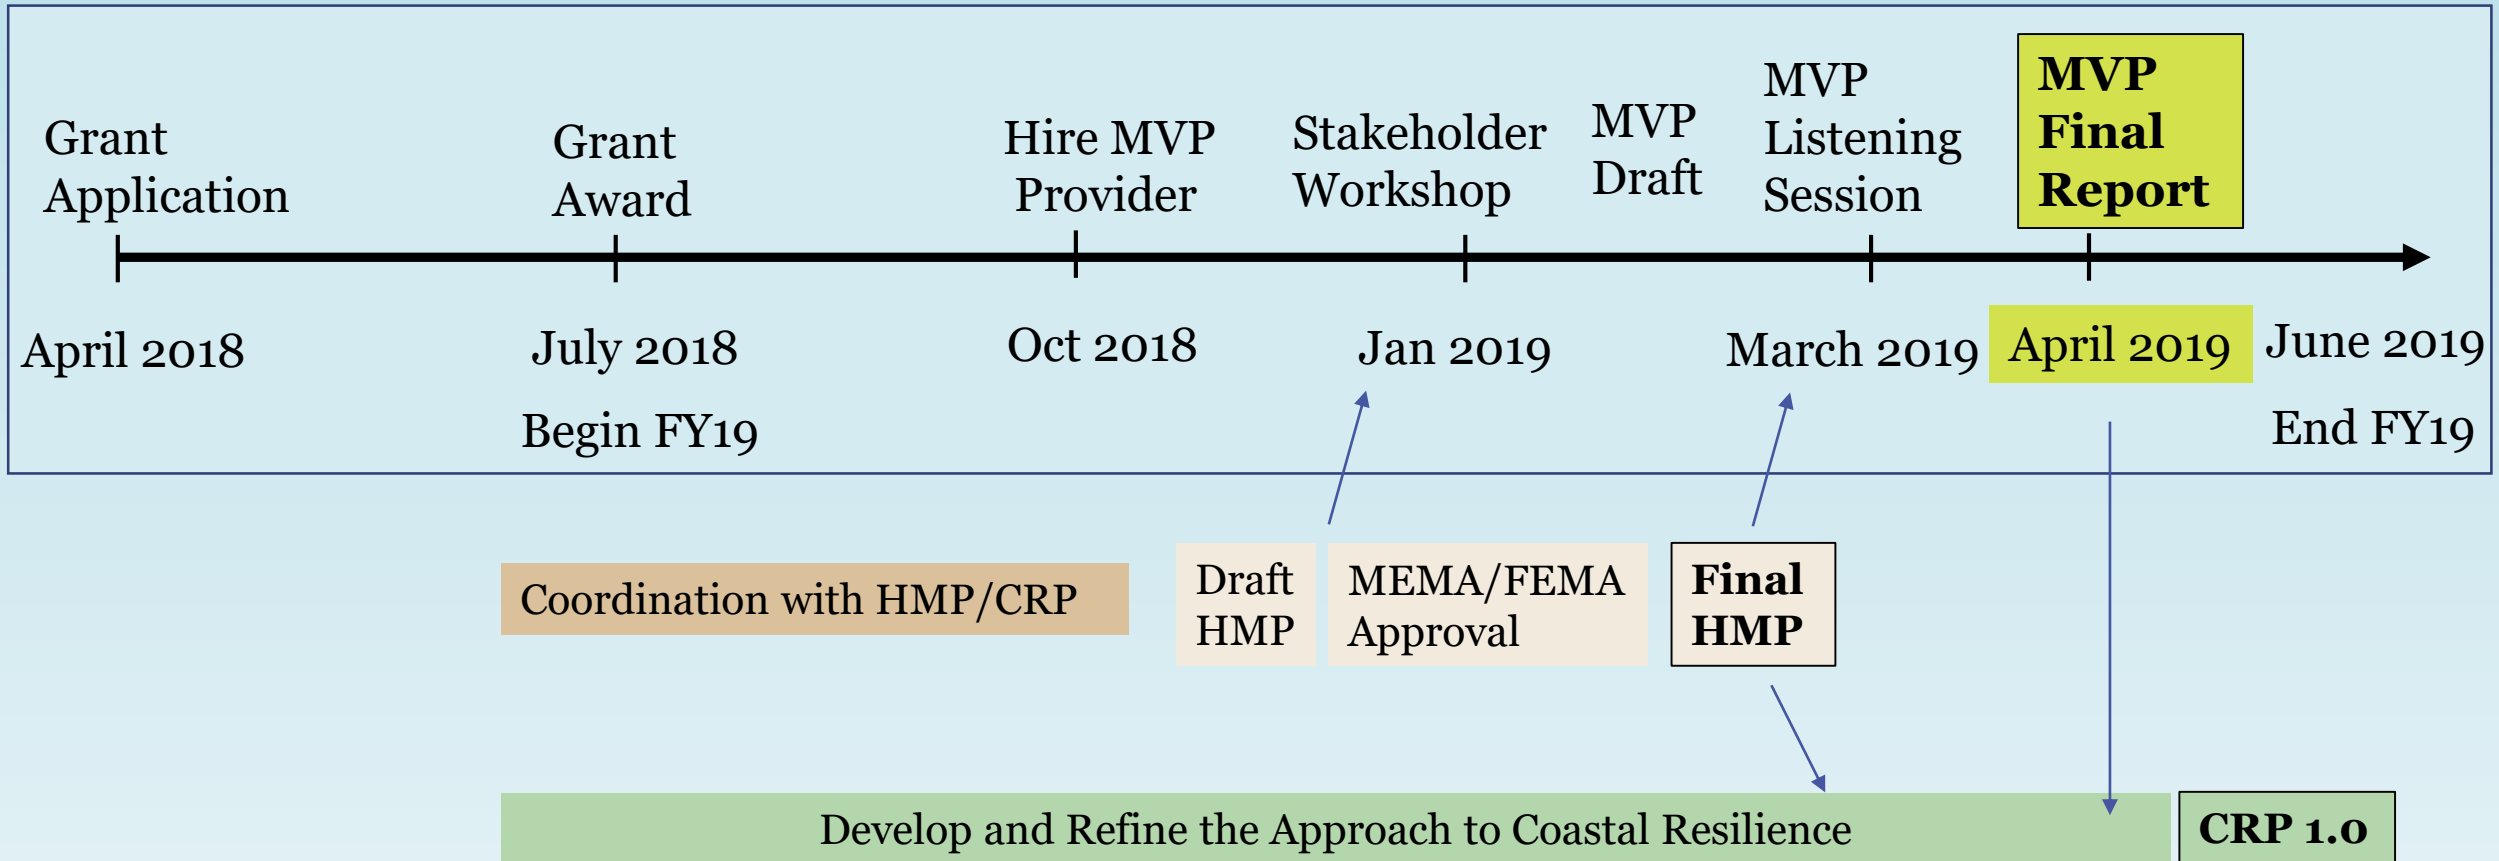 Grant
Application
Grant
Award
Hire MVP
Provider
Stakeholder
Workshop
MVP
Draft
MVP
Listening
Session
MVP
Final
Report
April 2018
July 2018
Oct 2018
Jan 2019
March 2019
April 2019
June 2019
Begin FY19
End FY19
Coordination with HMP/CRP
Draft
HMP
MEMA/FEMA
Approval
Final
HMP
Develop and Refine the Approach to Coastal Resilience
CRP 1.0